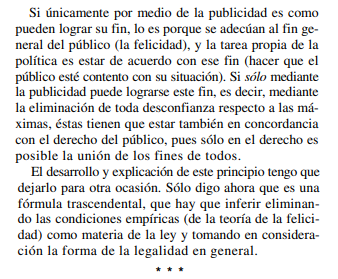 Si únicamente por medio de la publicidad es como
pueden lograr su fin, lo es porque se adecúan al fin ge-
neral del público (la felicidad), y la tarea propia de la
política es estar de acuerdo con ese fin (hacer que el
público esté contento con su situación). Si sólo mediante
la publicidad puede lograrse este fin, es decir, mediante
la eliminación de toda desconfianza respecto a las má-
ximas, éstas tienen que estar también en concordancia
con el derecho del público, pues sólo en el derecho es
posible la unión de los fines de todos.
El desarrollo y explicación de este principio tengo que
dejarlo para otra ocasión. Sólo digo ahora que es una
fórmula trascendental, que hay que inferir eliminan-
do las condiciones empíricas (de la teoría de la felici-
dad) como materia de la ley y tomando en considera-
ción la forma de la legalidad en general.
* * *